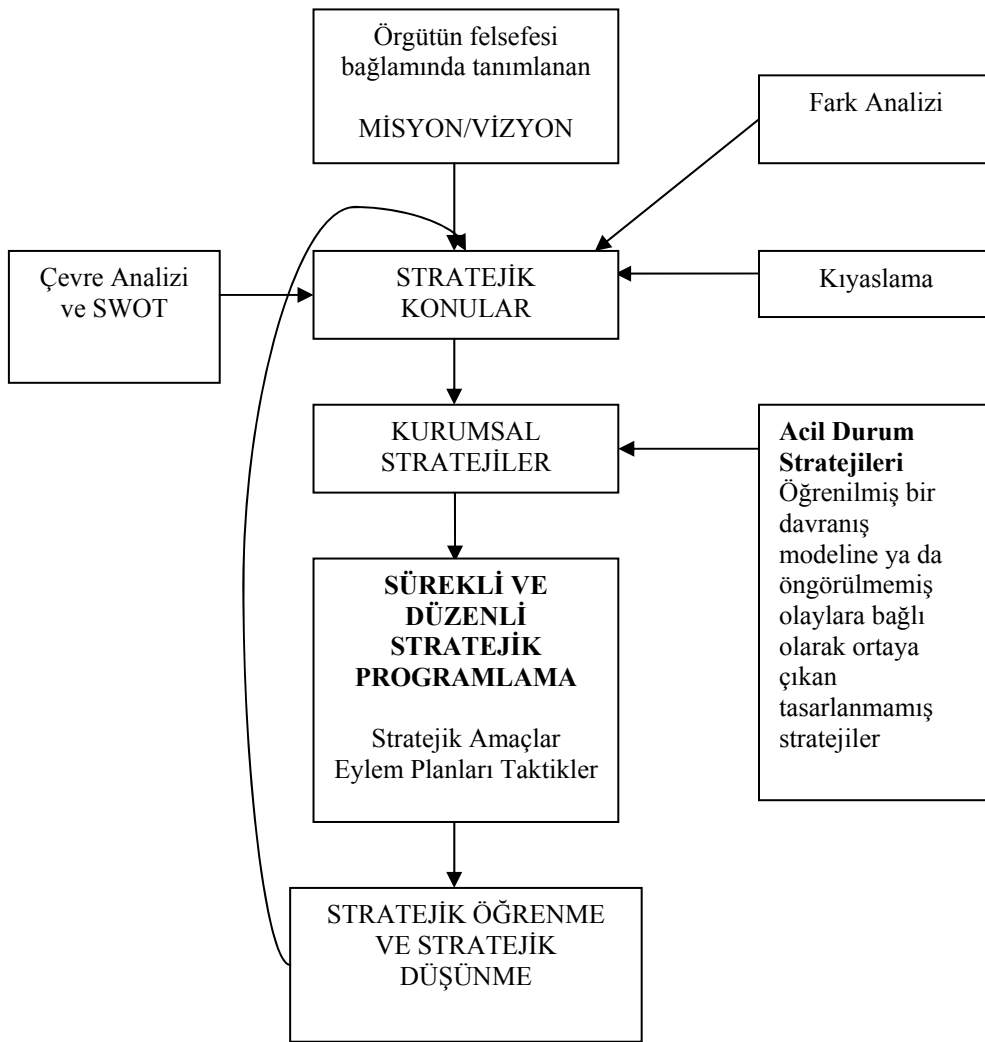 Örgütün felsefesi
bağlamında tanımlanan
MİSYON/VİZYON
Fark Analizi
Çevre Analizi
ve SWOT
STRATEJİK
KONULAR
Kıyaslama
KURUMSAL
STRATEJİLER
Acil Durum
Stratejileri
Öğrenilmiş bir
davranış
modeline ya da
öngörülmemiş
olaylara bağlı
olarak ortaya
çıkan
tasarlanmamış
stratejiler
SÜREKLİ VE
DÜZENLİ
STRATEJİK
PROGRAMLAMA
Stratejik Amaçlar
Eylem Planları Taktikler
STRATEJİK ÖĞRENME
VE STRATEJİK
DÜŞÜNME